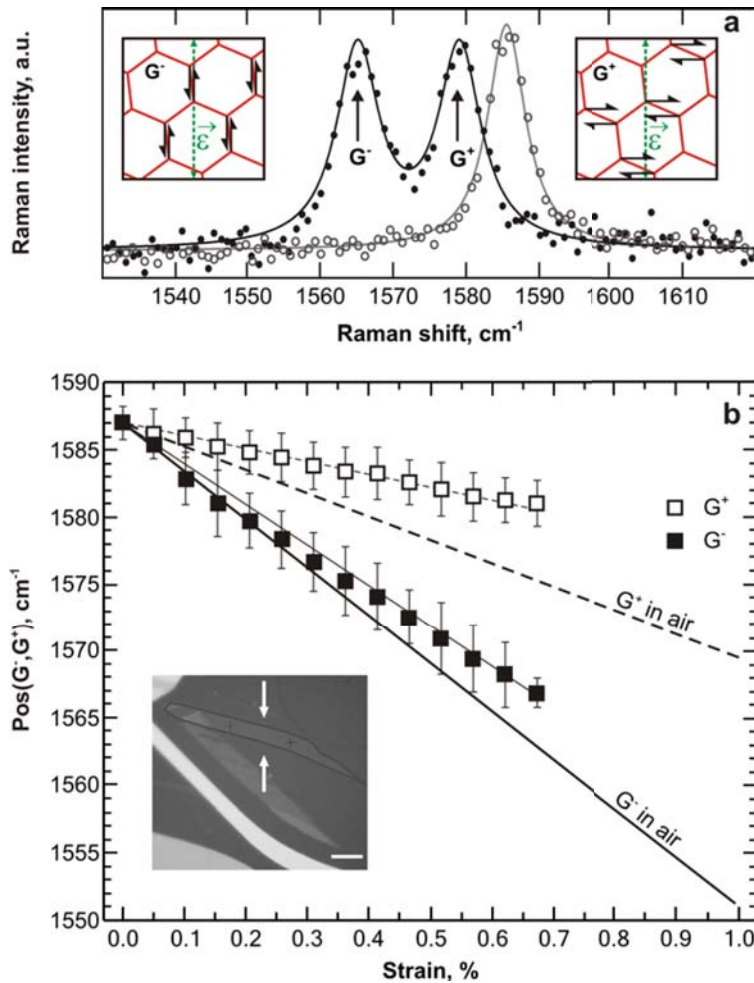 a
G⁻
G⁺
ε
ε
G⁻
G⁺
Raman intensity, a.u.
1540 1550 1560 1570 1580 1590 1600 1610
Raman shift, cm⁻¹
b
1590
1585
1580
1575
1570
1565
1560
1555
1550
Pos(G⁻,G⁺), cm⁻¹
G⁺
G⁻
G⁺ in air
G⁻ in air
0.0 0.1 0.2 0.3 0.4 0.5 0.6 0.7 0.8 0.9 1.0
Strain, %